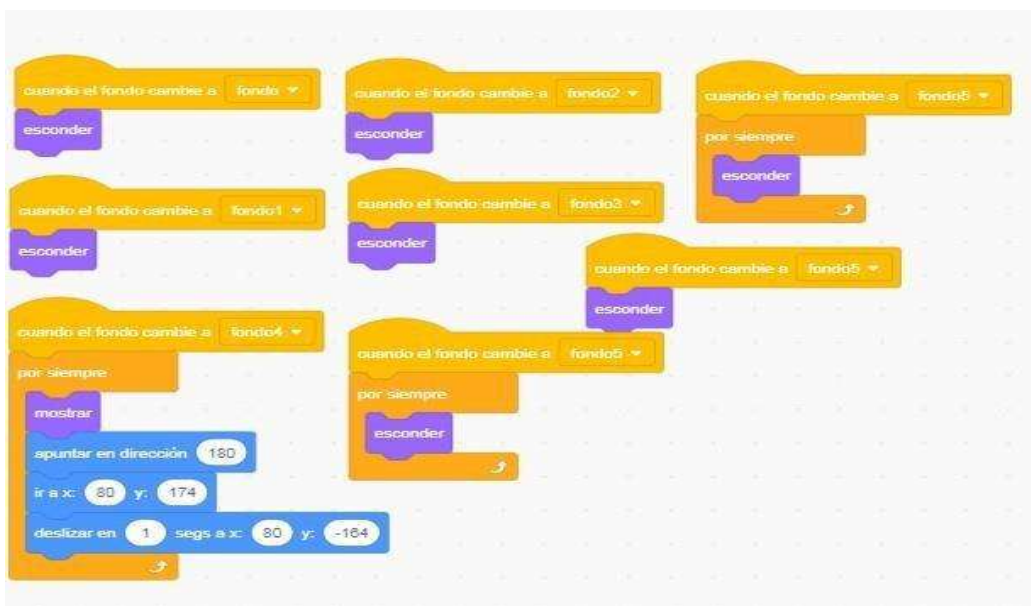 cuando el fondo cambie a fondo
esconder
cuando el fondo cambie a fondo1
esconder
cuando el fondo cambie a fondo4
por siempre
mostrar
apuntar en dirección 180
ir a x: 80 y: 174
deslizar en 1 segs a x: 80 y: -164
cuando el fondo cambie a fondo2
esconder
cuando el fondo cambie a fondo3
esconder
cuando el fondo cambie a fondo5
por siempre
esconder
cuando el fondo cambie a fondo5
por siempre
esconder
cuando el fondo cambie a fondo5
esconder